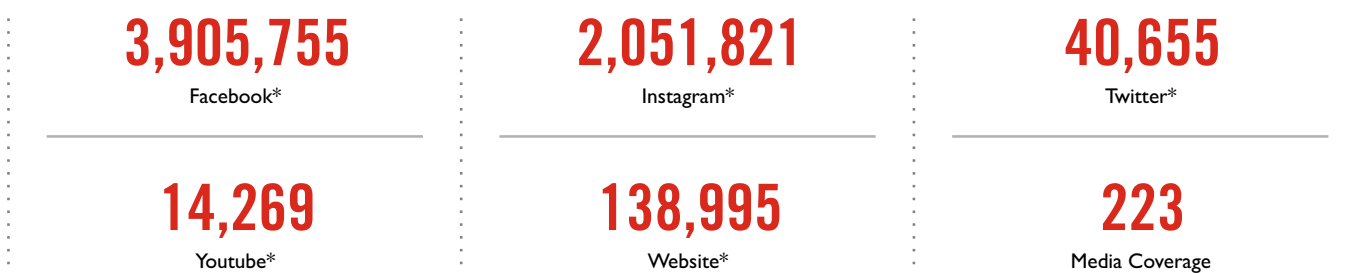 3,905,755
Facebook*
2,051,821
Instagram*
40,655
Twitter*
14,269
Youtube*
138,995
Website*
223
Media Coverage